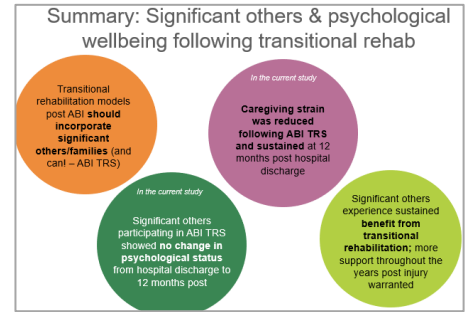 Summary: Significant others & psychological
wellbeing following transitional rehab
Transitional
rehabilitation models
post ABI should
incorporate
significant
others/families (and
can! – ABI TRS)
In the current study
Significant others
participating in ABI TRS
showed no change in
psychological status
from hospital discharge to
12 months post
In the current study
Caregiving strain
was reduced
following ABI TRS
and sustained at 12
months post hospital
discharge
Significant others
experience sustained
benefit from
transitional
rehabilitation; more
support throughout the
years post injury
warranted